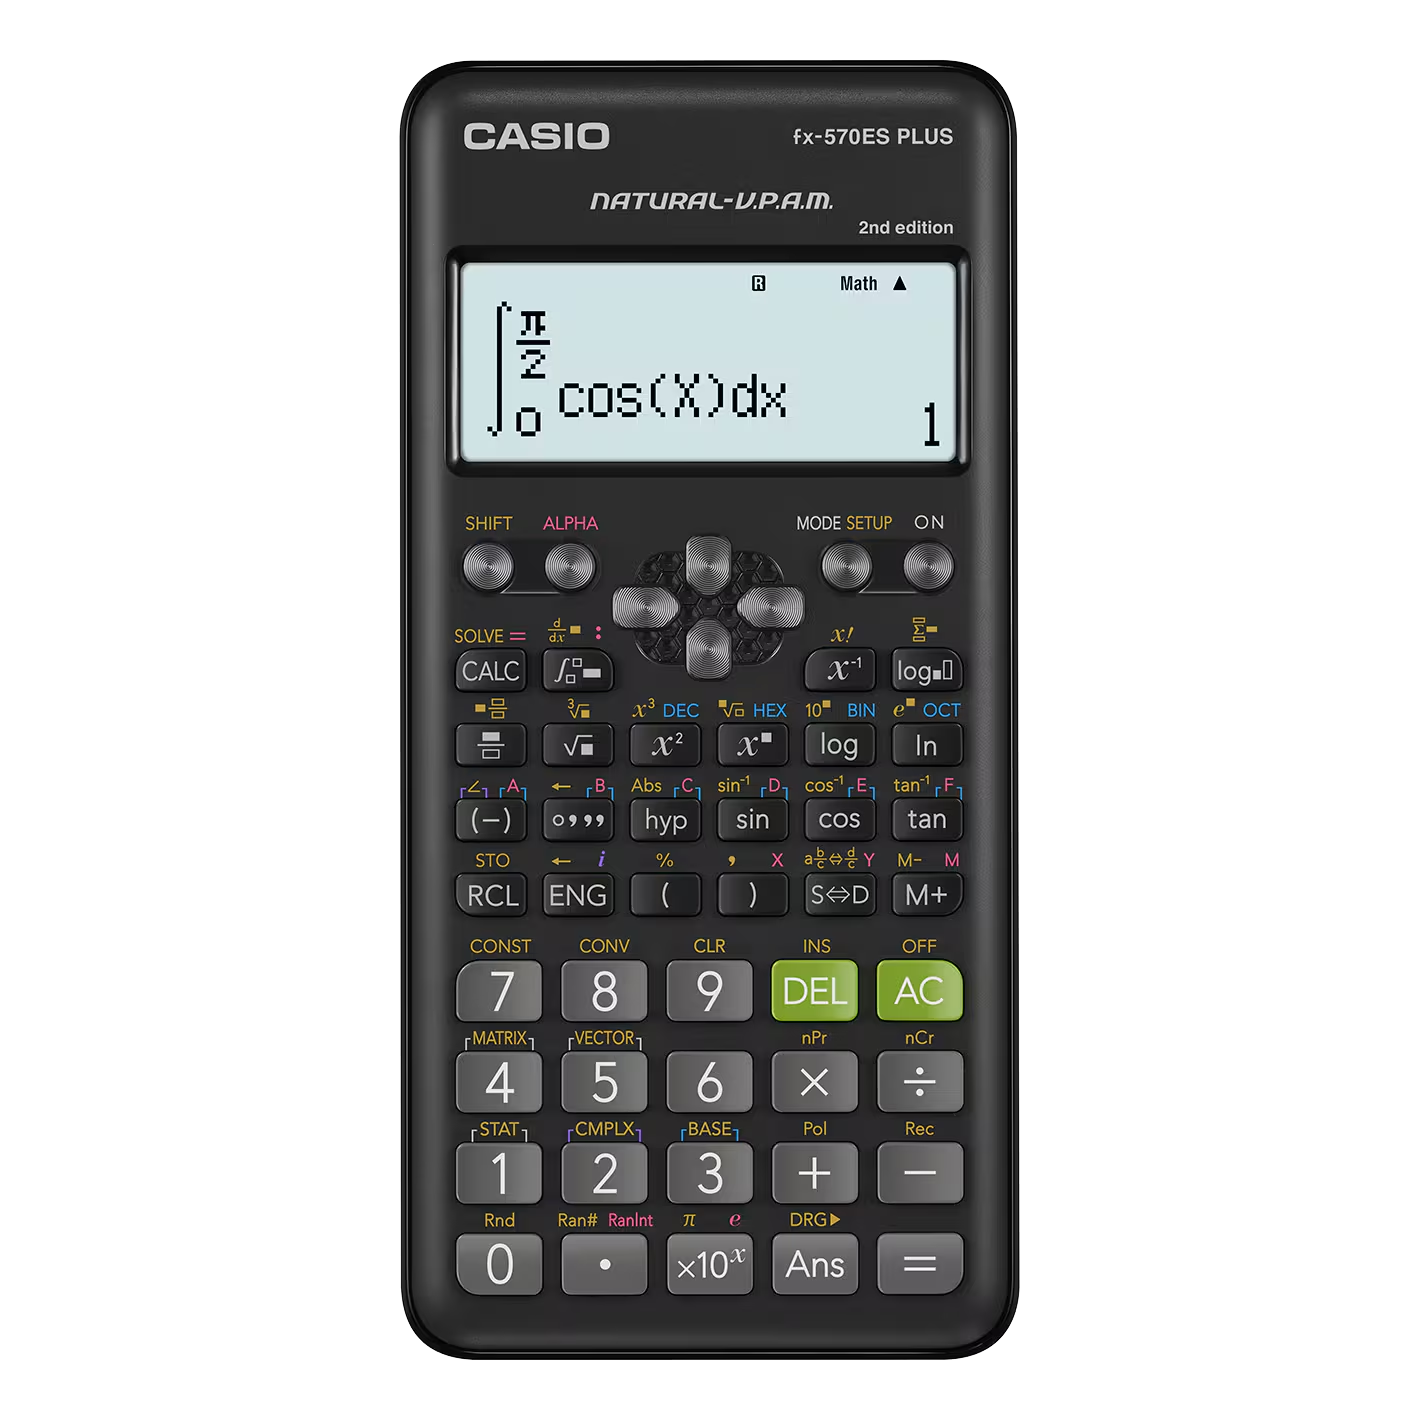 CASIO fx-570ES PLUS
NATURAL-V.P.A.M.
2nd edition
R Math ▲
∫ π/2 0 cos(X)dx 1
SHIFT ALPHA MODE SETUP ON
SOLVE = d/dx ■ : x! Σ
CALC ∫ x⁻¹ log
■ ³√■ x³ DEC ■√□ HEX 10■ BIN e■ OCT
√■ x² x■ log ln
∠ A ← B Abs C sin⁻¹ D cos⁻¹ E tan⁻¹ F
(−) °’’’ hyp sin cos tan
STO ← i % , X a b/c⇔d/c Y M− M
RCL ENG ( ) S⇔D M+
CONST CONV CLR INS OFF
7 8 9 DEL AC
MATRIX VECTOR nPr nCr
4 5 6 × ÷
STAT CMPLX BASE Pol Rec
1 2 3 + −
Rnd Ran# RanInt π e DRG▶
0 • ×10ˣ Ans =